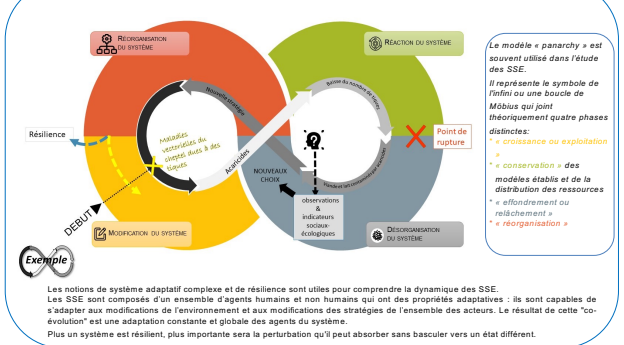 RÉORGANISATION
DU SYSTÈME
RÉACTION DU SYSTÈME
Nouvelle stratégie
Baisse du nombre de tiques
Résilience
Maladies
vectorielles du
cheptel dues à des
tiques
Acaricides
Point de
rupture
NOUVEAUX
CHOIX
observations
&
indicateurs
sociaux-
écologiques
DEBUT
MODIFICATION DU SYSTÈME
DÉSORGANISATION
DU SYSTÈME
Exemple
Le modèle « panarchy » est
souvent utilisé dans l'étude
des SSE.
Il représente le symbole de
l'infini ou une boucle de
Möbius qui joint
théoriquement quatre phases
distinctes:
* « croissance ou exploitation
»
* « conservation » des
modèles établis et de la
distribution des ressources
* « effondrement ou
relâchement »
* « réorganisation »
Les notions de système adaptatif complexe et de résilience sont utiles pour comprendre la dynamique des SSE.
Les SSE sont composés d'un ensemble d'agents humains et non humains qui ont des propriétés adaptatives : ils sont capables de
s'adapter aux modifications de l'environnement et aux modifications des stratégies de l'ensemble des acteurs. Le résultat de cette "co-
évolution" est une adaptation constante et globale des agents du système.
Plus un système est résilient, plus importante sera la perturbation qu'il peut absorber sans basculer vers un état différent.